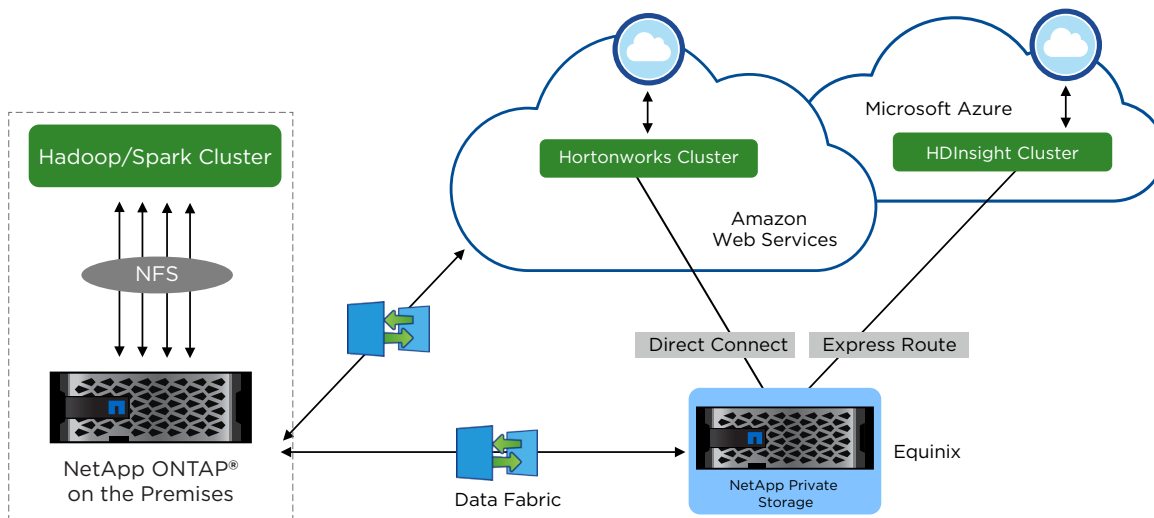 Hadoop/Spark Cluster
NFS
NetApp ONTAP®
on the Premises
Hortonworks Cluster
Amazon
Web Services
Microsoft Azure
HDInsight Cluster
Direct Connect
Express Route
Data Fabric
NetApp Private
Storage
Equinix